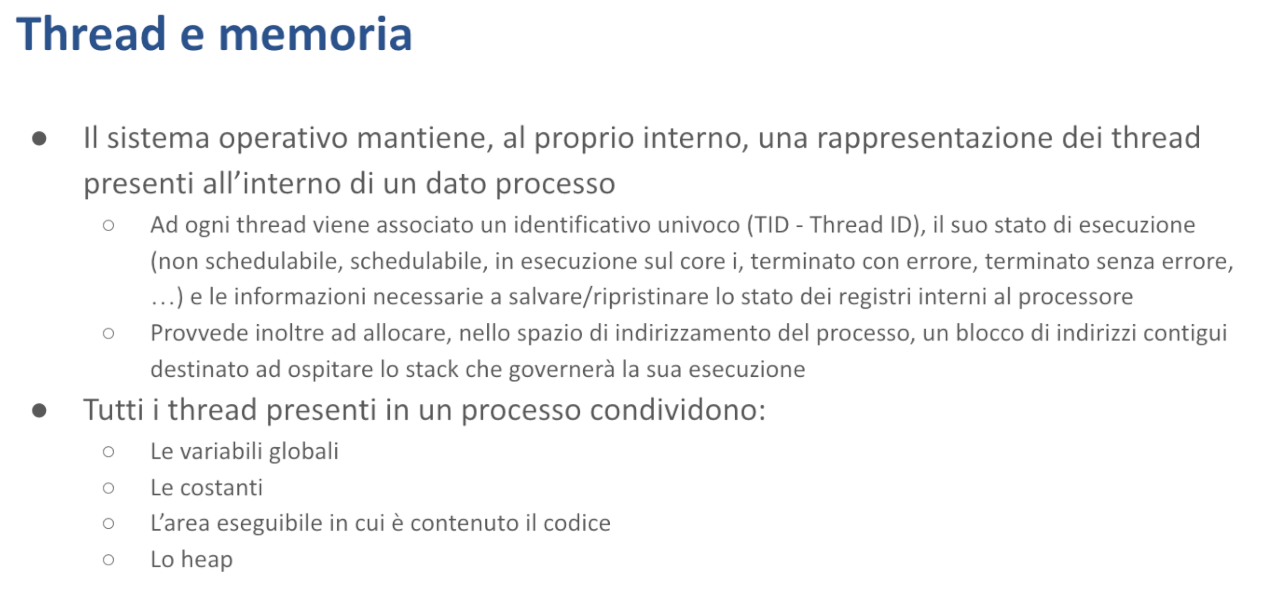 Thread e memoria
● Il sistema operativo mantiene, al proprio interno, una rappresentazione dei thread
presenti all’interno di un dato processo
○ Ad ogni thread viene associato un identificativo univoco (TID - Thread ID), il suo stato di esecuzione
(non schedulabile, schedulabile, in esecuzione sul core i, terminato con errore, terminato senza errore,
…) e le informazioni necessarie a salvare/ripristinare lo stato dei registri interni al processore
○ Provvede inoltre ad allocare, nello spazio di indirizzamento del processo, un blocco di indirizzi contigui
destinato ad ospitare lo stack che governerà la sua esecuzione
● Tutti i thread presenti in un processo condividono:
○ Le variabili globali
○ Le costanti
○ L’area eseguibile in cui è contenuto il codice
○ Lo heap